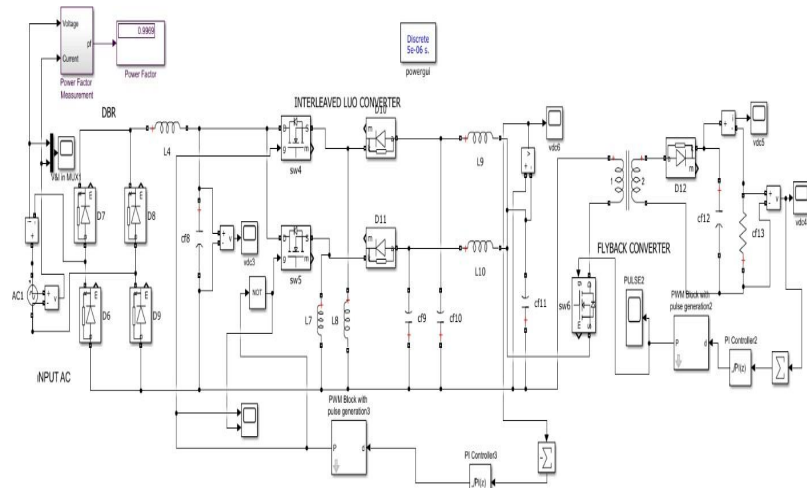 Voltage
Current
pf
Power Factor
Measurement
0.9969
Power Factor
Discrete
5e-06 s.
powergui
INTERLEAVED LUO CONVERTER
DBR
L4
sw4
D10
L9
vdc6
V&I in MUX1
D7
D8
cf8
vdc3
sw5
D11
L10
D12
vdc5
cf12
cf13
vdc4
FLYBACK CONVERTER
PULSE2
NOT
AC1
D6
D9
L7
L8
cf9
cf10
cf11
sw6
PWM Block with
pulse generation2
PI Controller2
PI(z)
INPUT AC
PWM Block with
pulse generation3
PI Controller3
PI(z)